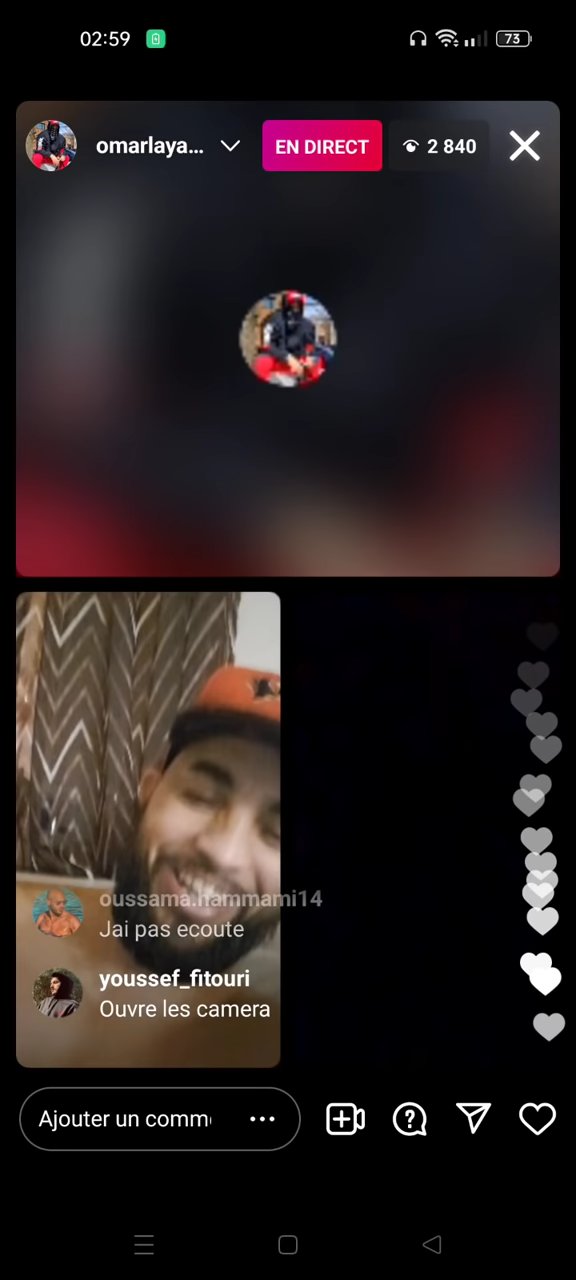 02:59
73
omarlaya...
EN DIRECT
2 840
oussama.hammami14
Jai pas ecoute
youssef_fitouri
Ouvre les camera
Ajouter un comm